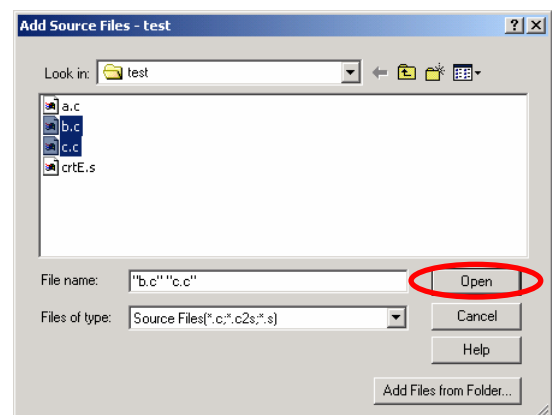 Add Source Files - test
Look in: test
a.c
b.c
c.c
crtE.s
File name: "b.c" "c.c" Open
Files of type: Source Files(*.c;*.c2s;*.s) Cancel
Help
Add Files from Folder...